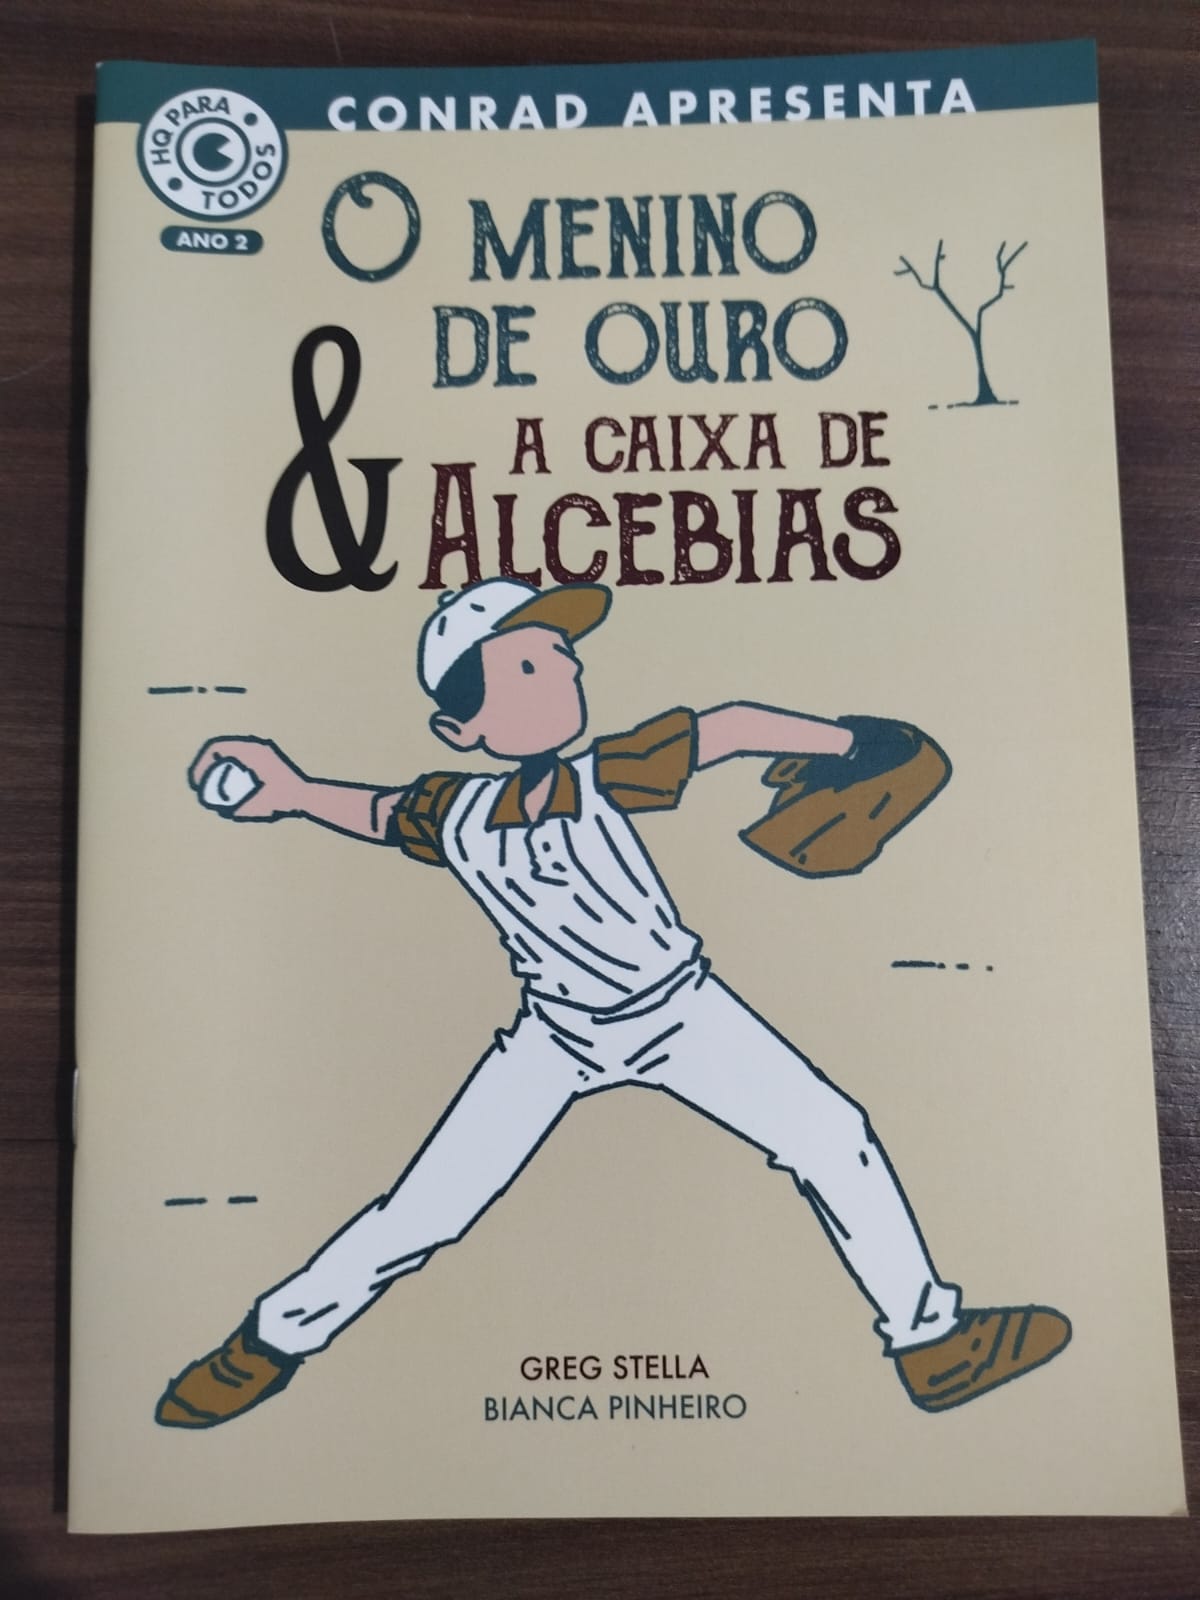 CONRAD APRESENTA
HQ PARA
TODOS
ANO 2
O MENINO
DE OURO
&
A CAIXA DE
ALCEBIAS
GREG STELLA
BIANCA PINHEIRO